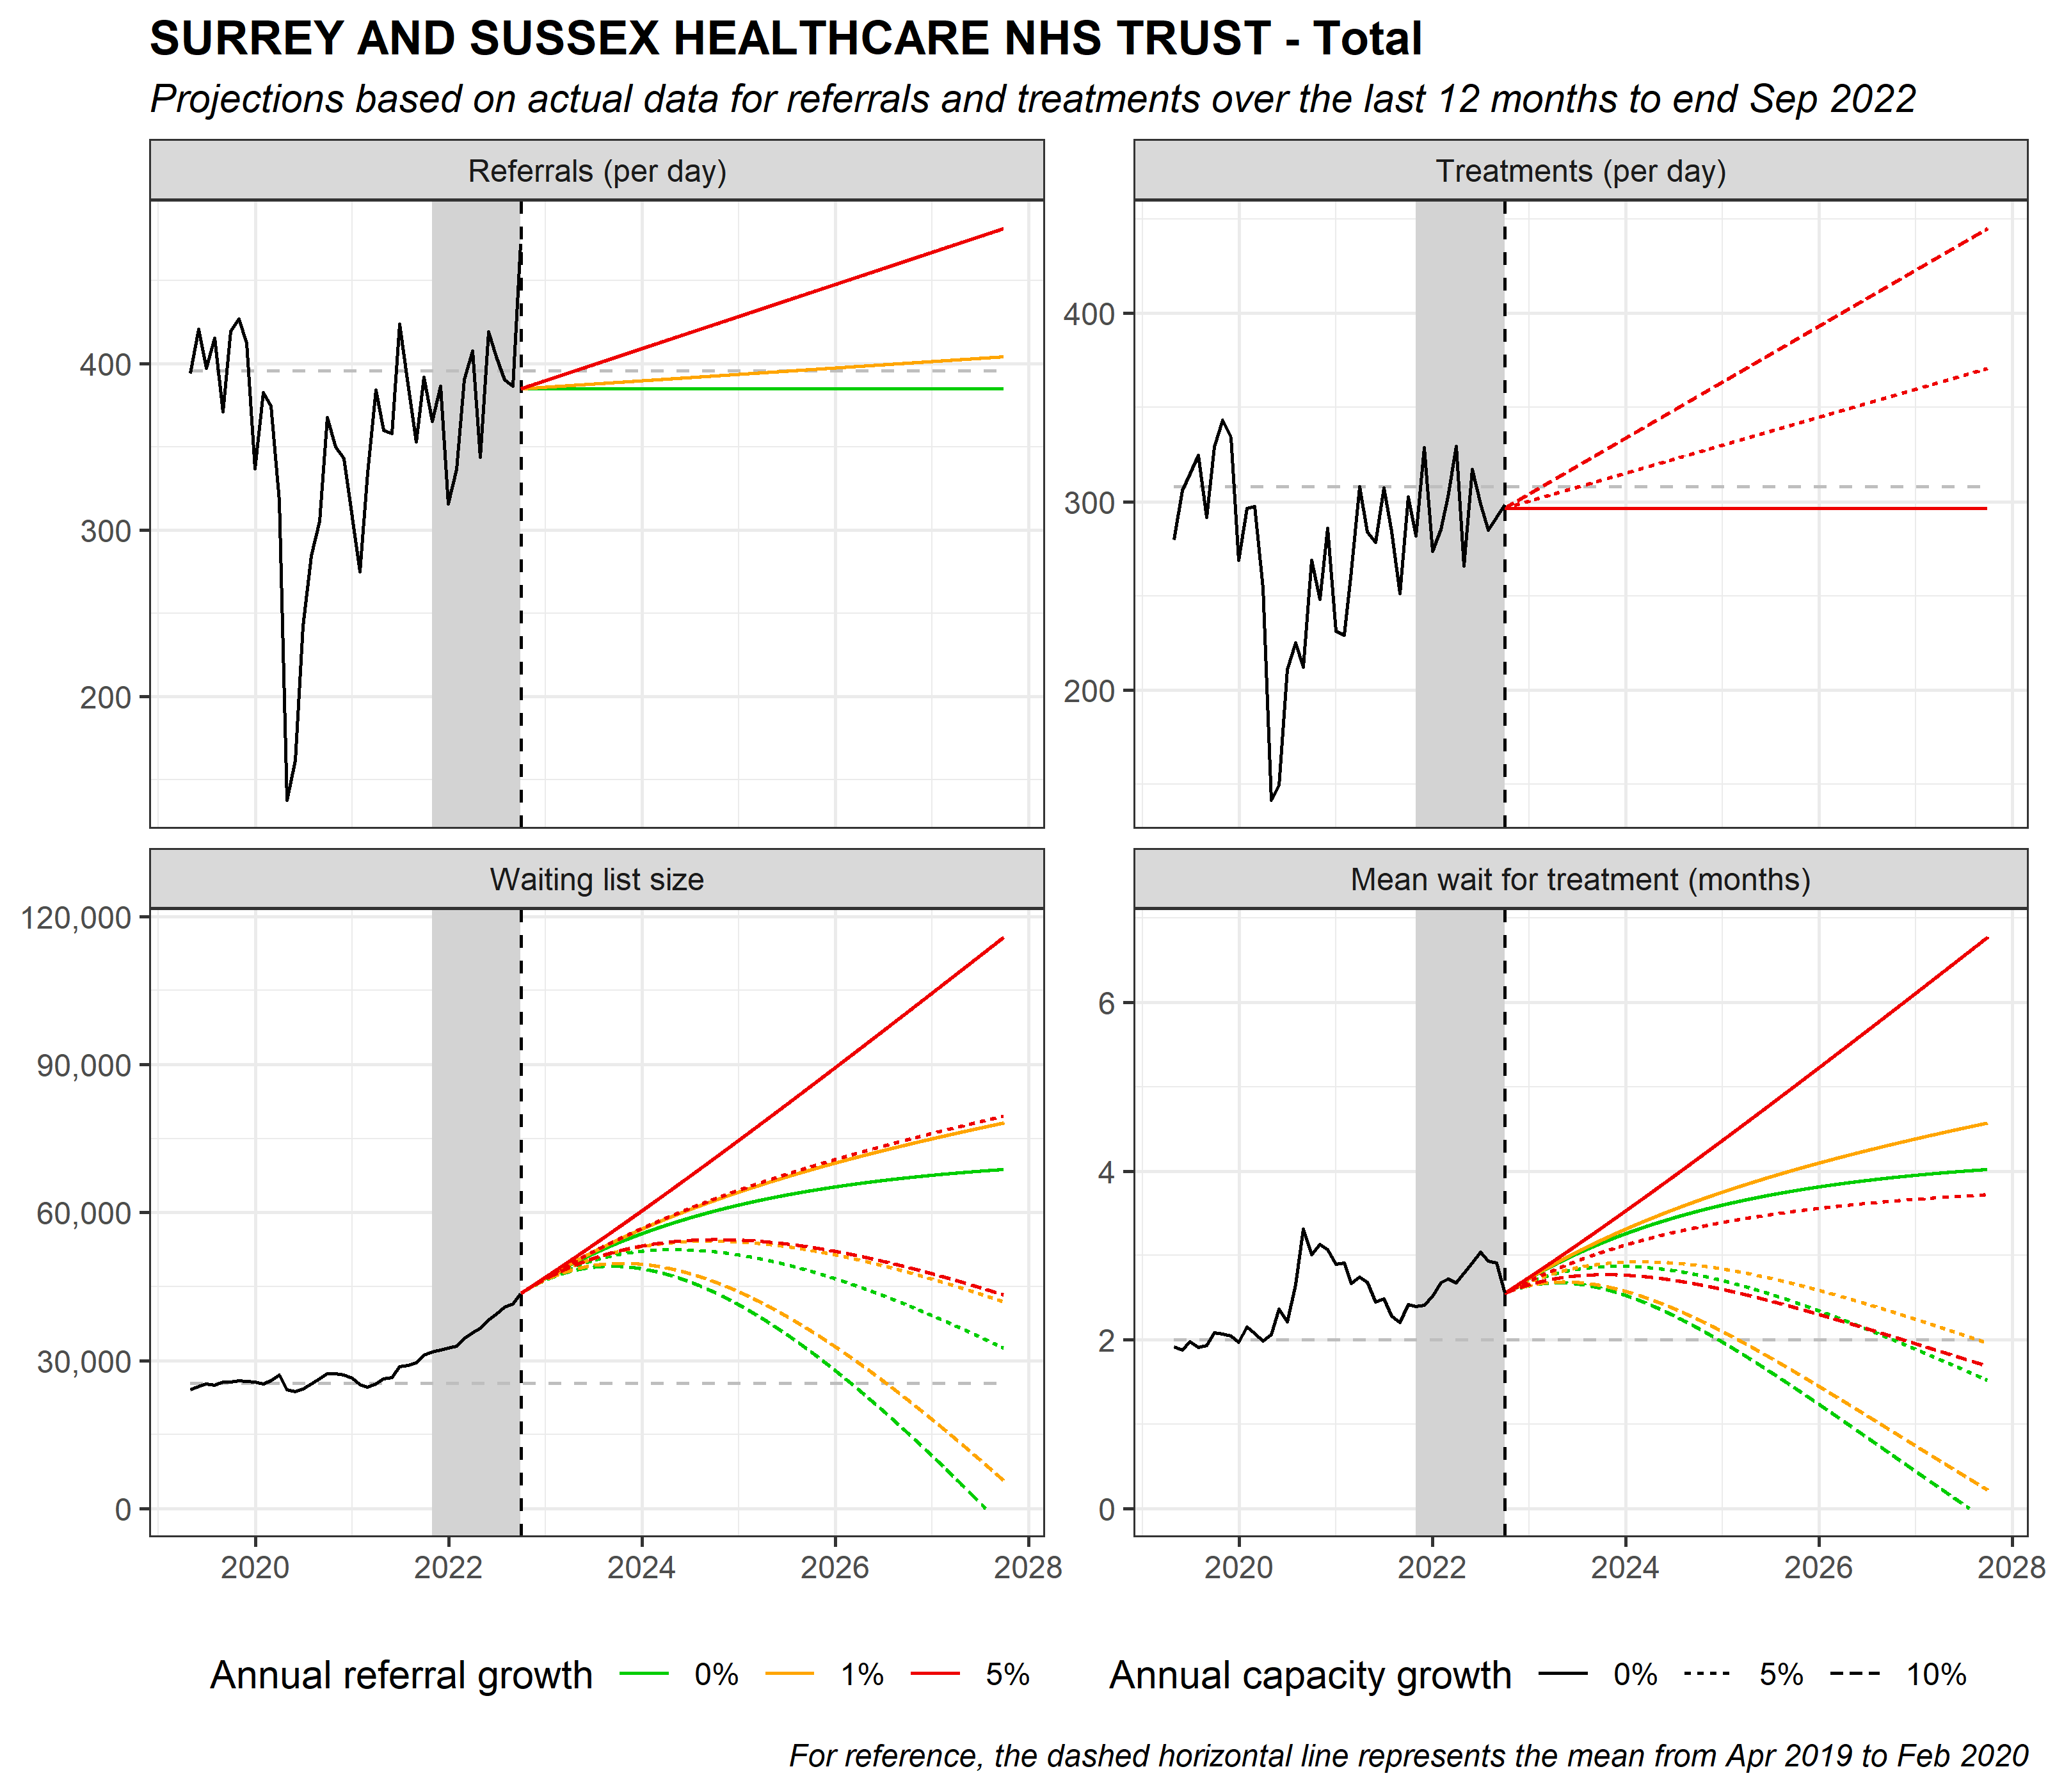 SURREY AND SUSSEX HEALTHCARE NHS TRUST - Total
Projections based on actual data for referrals and treatments over the last 12 months to end Sep 2022
Referrals (per day)
400
300
200
Treatments (per day)
400
300
200
Waiting list size
120,000
90,000
60,000
30,000
0
2020 2022 2024 2026 2028
Mean wait for treatment (months)
6
4
2
0
2020 2022 2024 2026 2028
Annual referral growth 0% 1% 5%
Annual capacity growth 0% 5% 10%
For reference, the dashed horizontal line represents the mean from Apr 2019 to Feb 2020